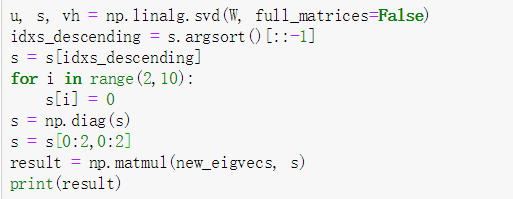 u, s, vh = np.linalg.svd(W, full_matrices=False)
idxs_descending = s.argsort()[::-1]
s = s[idxs_descending]
for i in range(2,10):
    s[i] = 0
s = np.diag(s)
s = s[0:2,0:2]
result = np.matmul(new_eigvecs, s)
print(result)